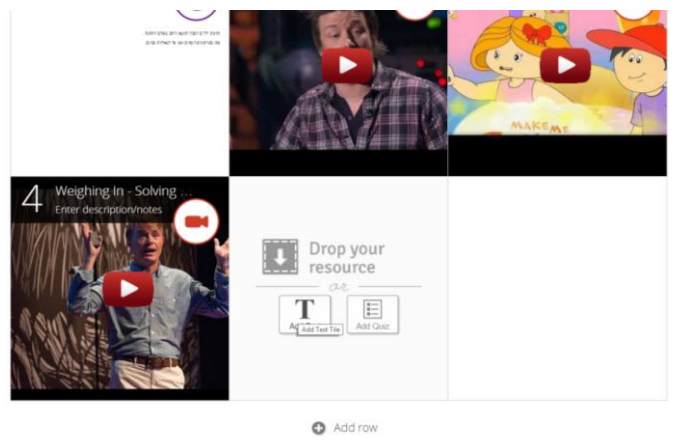 MAKE ME
4
Weighing In - Solving ...
Enter description/notes
Drop your
resource
or
Add Text Tile
Add Quiz
Add row